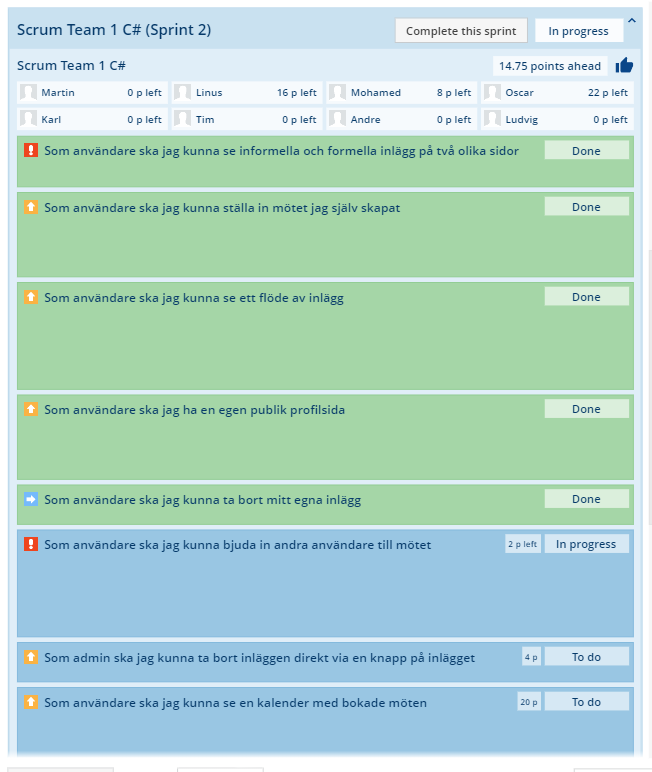 Scrum Team 1 C# (Sprint 2) Complete this sprint In progress
Scrum Team 1 C# 14.75 points ahead
Martin 0 p left Linus 16 p left Mohamed 8 p left Oscar 22 p left
Karl 0 p left Tim 0 p left Andre 0 p left Ludvig 0 p left
Som användare ska jag kunna se informella och formella inlägg på två olika sidor Done
Som användare ska jag kunna ställa in mötet jag själv skapat Done
Som användare ska jag kunna se ett flöde av inlägg Done
Som användare ska jag ha en egen publik profilsida Done
Som användare ska jag kunna ta bort mitt egna inlägg Done
Som användare ska jag kunna bjuda in andra användare till mötet 2 p left In progress
Som admin ska jag kunna ta bort inläggen direkt via en knapp på inlägget 4 p To do
Som användare ska jag kunna se en kalender med bokade möten 20 p To do